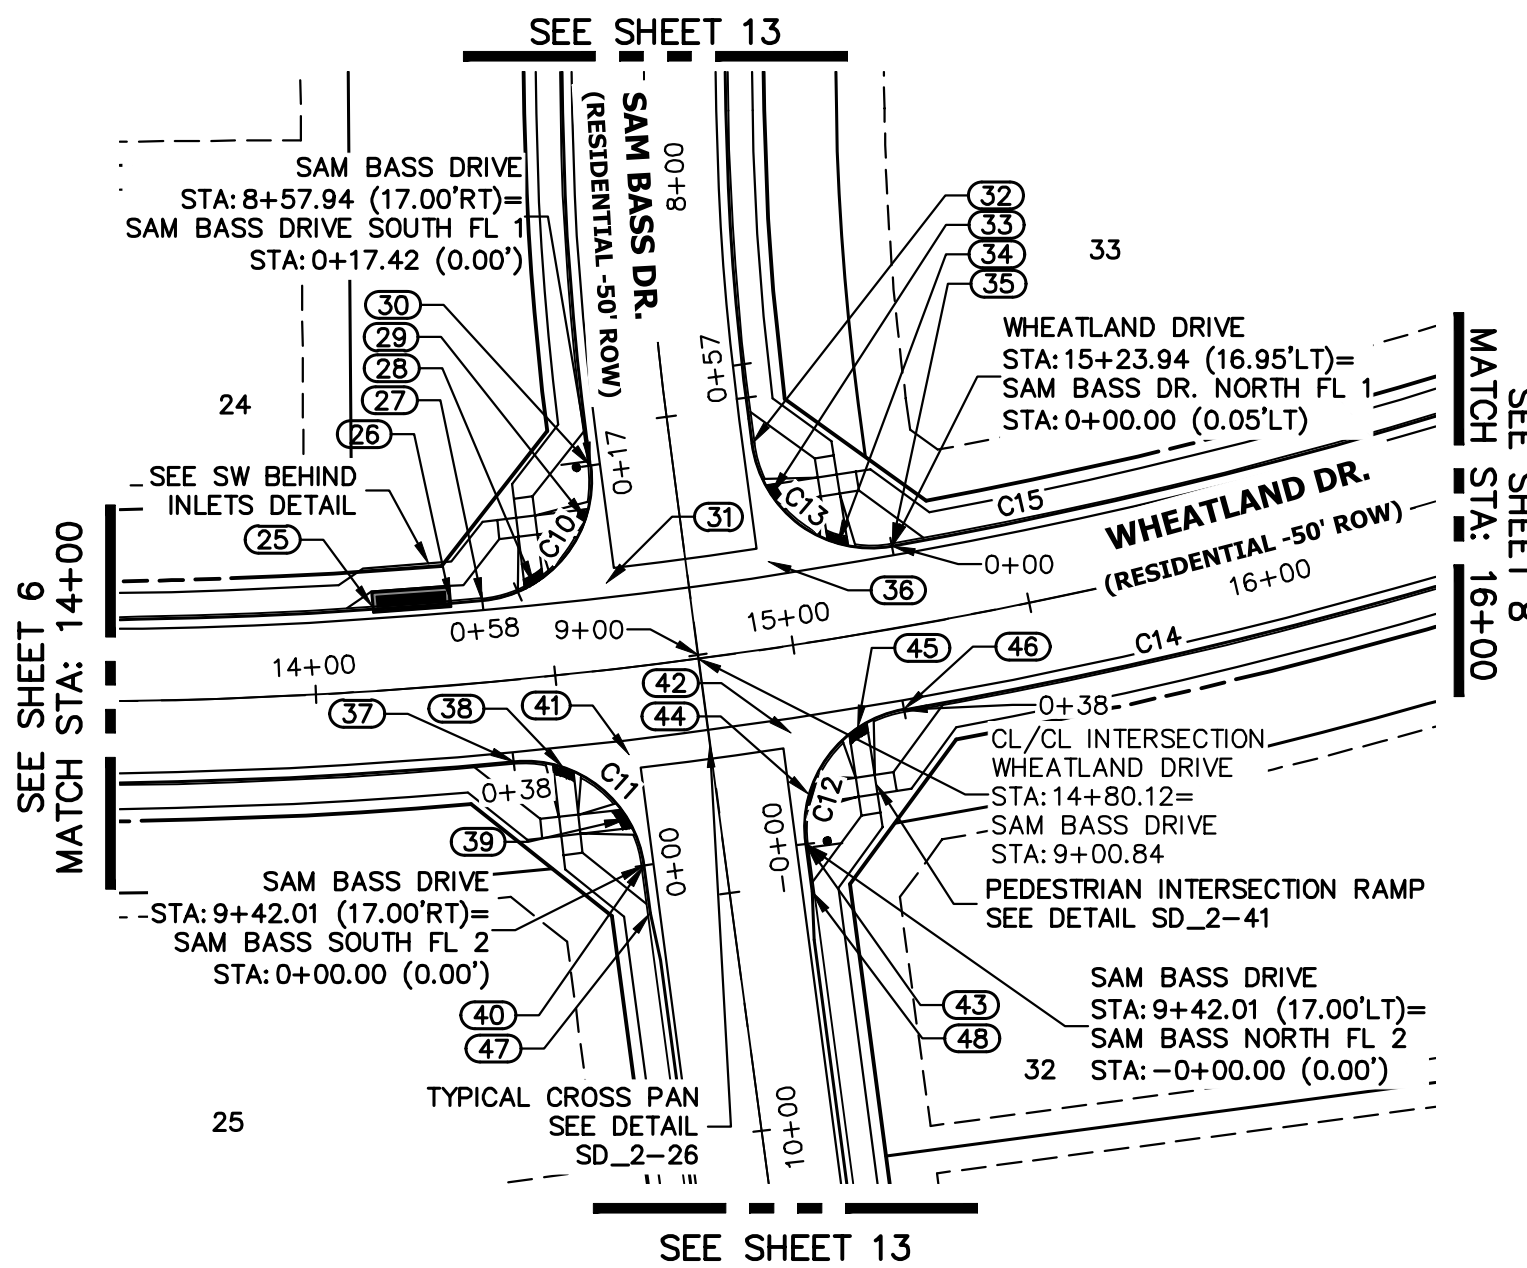 SEE SHEET 13
SAM BASS DR.
(RESIDENTIAL -50' ROW)
8+00
SAM BASS DRIVE
STA: 8+57.94 (17.00'RT)=
SAM BASS DRIVE SOUTH FL 1
STA: 0+17.42 (0.00')
30
29
28
27
26
24
SEE SW BEHIND
INLETS DETAIL
25
0+17
0+57
31
32
33
34
35
33
WHEATLAND DRIVE
STA: 15+23.94 (16.95'LT)=
SAM BASS DR. NORTH FL 1
STA: 0+00.00 (0.05'LT)
C10
C13
C15
WHEATLAND DR.
(RESIDENTIAL -50' ROW)
0+00
36
16+00
SEE SHEET 8
MATCH STA: 16+00
SEE SHEET 6
MATCH STA: 14+00
0+58
9+00
15+00
14+00
45
46
C14
37
38
41
42
44
0+38
CL/CL INTERSECTION
WHEATLAND DRIVE
STA: 14+80.12=
SAM BASS DRIVE
STA: 9+00.84
0+38
C11
C12
39
0+00
-0+00
SAM BASS DRIVE
STA: 9+42.01 (17.00'RT)=
SAM BASS SOUTH FL 2
STA: 0+00.00 (0.00')
PEDESTRIAN INTERSECTION RAMP
SEE DETAIL SD_2-41
40
47
43
48
SAM BASS DRIVE
STA: 9+42.01 (17.00'LT)=
SAM BASS NORTH FL 2
STA: -0+00.00 (0.00')
32
25
TYPICAL CROSS PAN
SEE DETAIL
SD_2-26
10+00
SEE SHEET 13